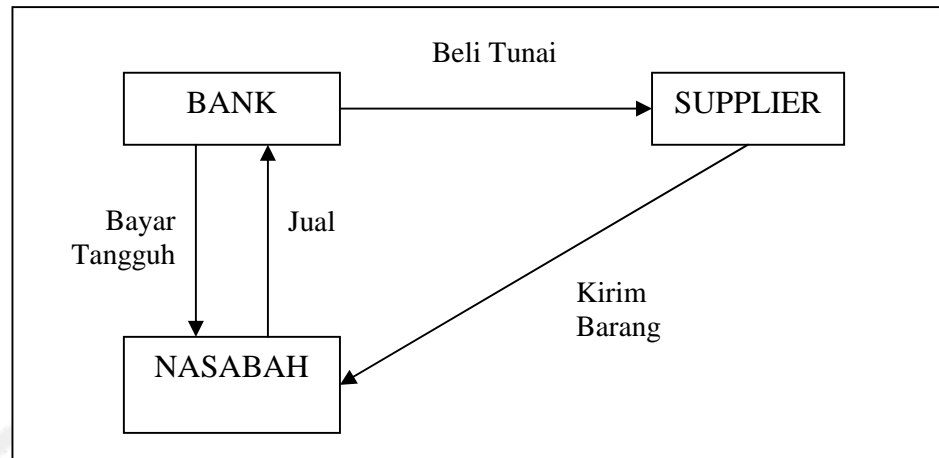 Beli Tunai
BANK
SUPPLIER
Bayar
Tangguh
Jual
Kirim
Barang
NASABAH